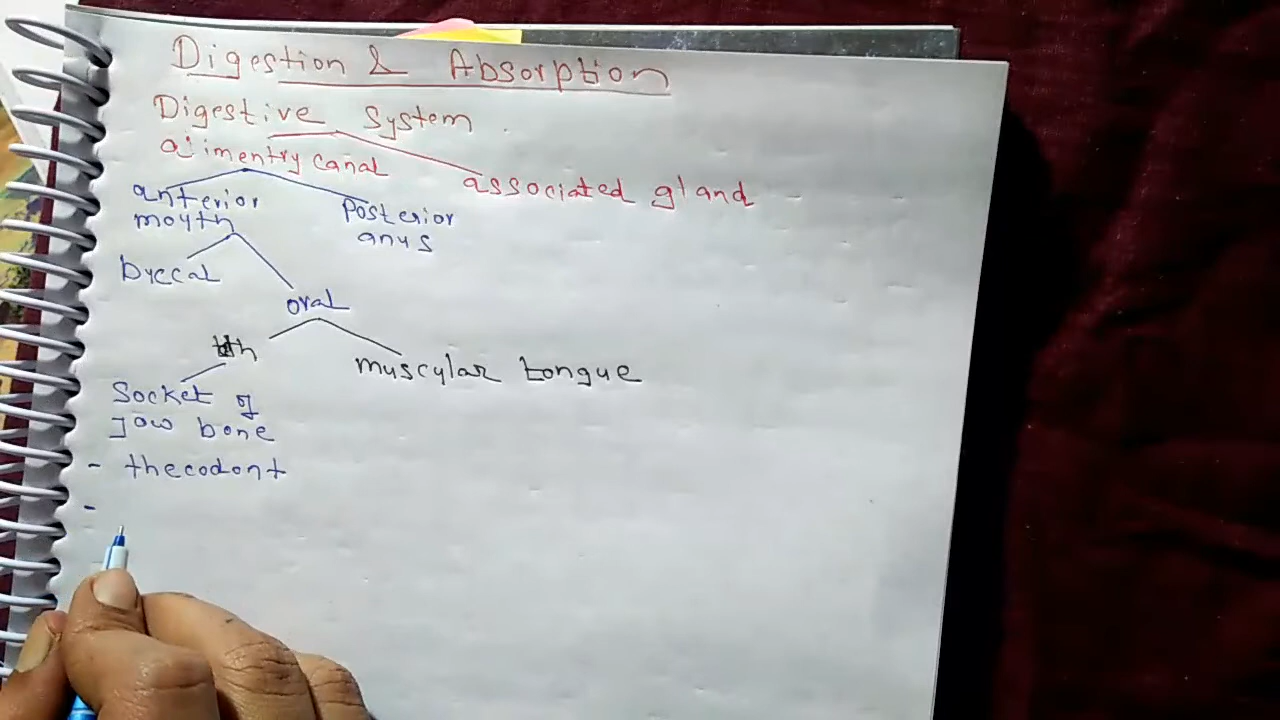 Digestion & Absorption
Digestive System
alimentry canal
associated gland
anterior
mouth
Posterior
anus
buccal
oral
muscular tongue
Socket of
Jaw bone
- thecodont
-